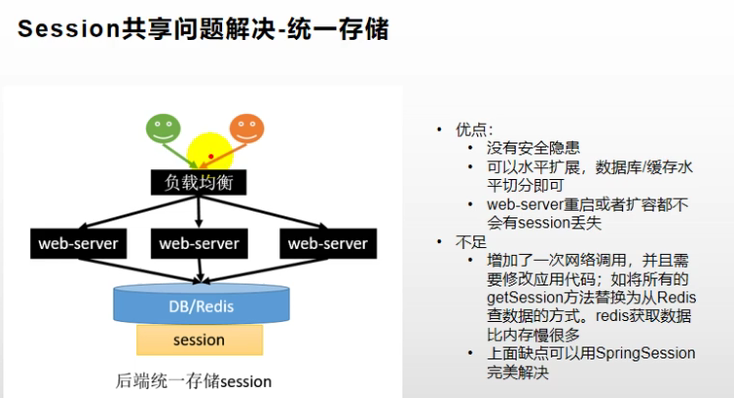 Session共享问题解决-统一存储
负载均衡
web-server
web-server
web-server
DB/Redis
session
后端统一存储session
• 优点：
• 没有安全隐患
• 可以水平扩展，数据库/缓存水
平切分即可
• web-server重启或者扩容都不
会有session丢失
• 不足
• 增加了一次网络调用，并且需
要修改应用代码；如将所有的
getSession方法替换为从Redis
查数据的方式。redis获取数据
比内存慢很多
• 上面缺点可以用SpringSession
完美解决